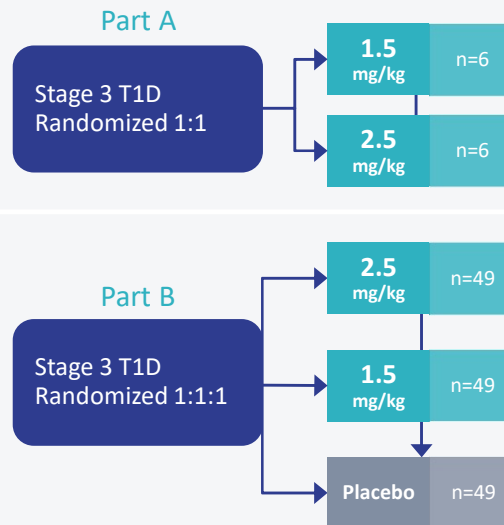 Part A
Stage 3 T1D
Randomized 1:1
1.5
mg/kg
n=6
2.5
mg/kg
n=6
Part B
Stage 3 T1D
Randomized 1:1:1
2.5
mg/kg
n=49
1.5
mg/kg
n=49
Placebo
n=49